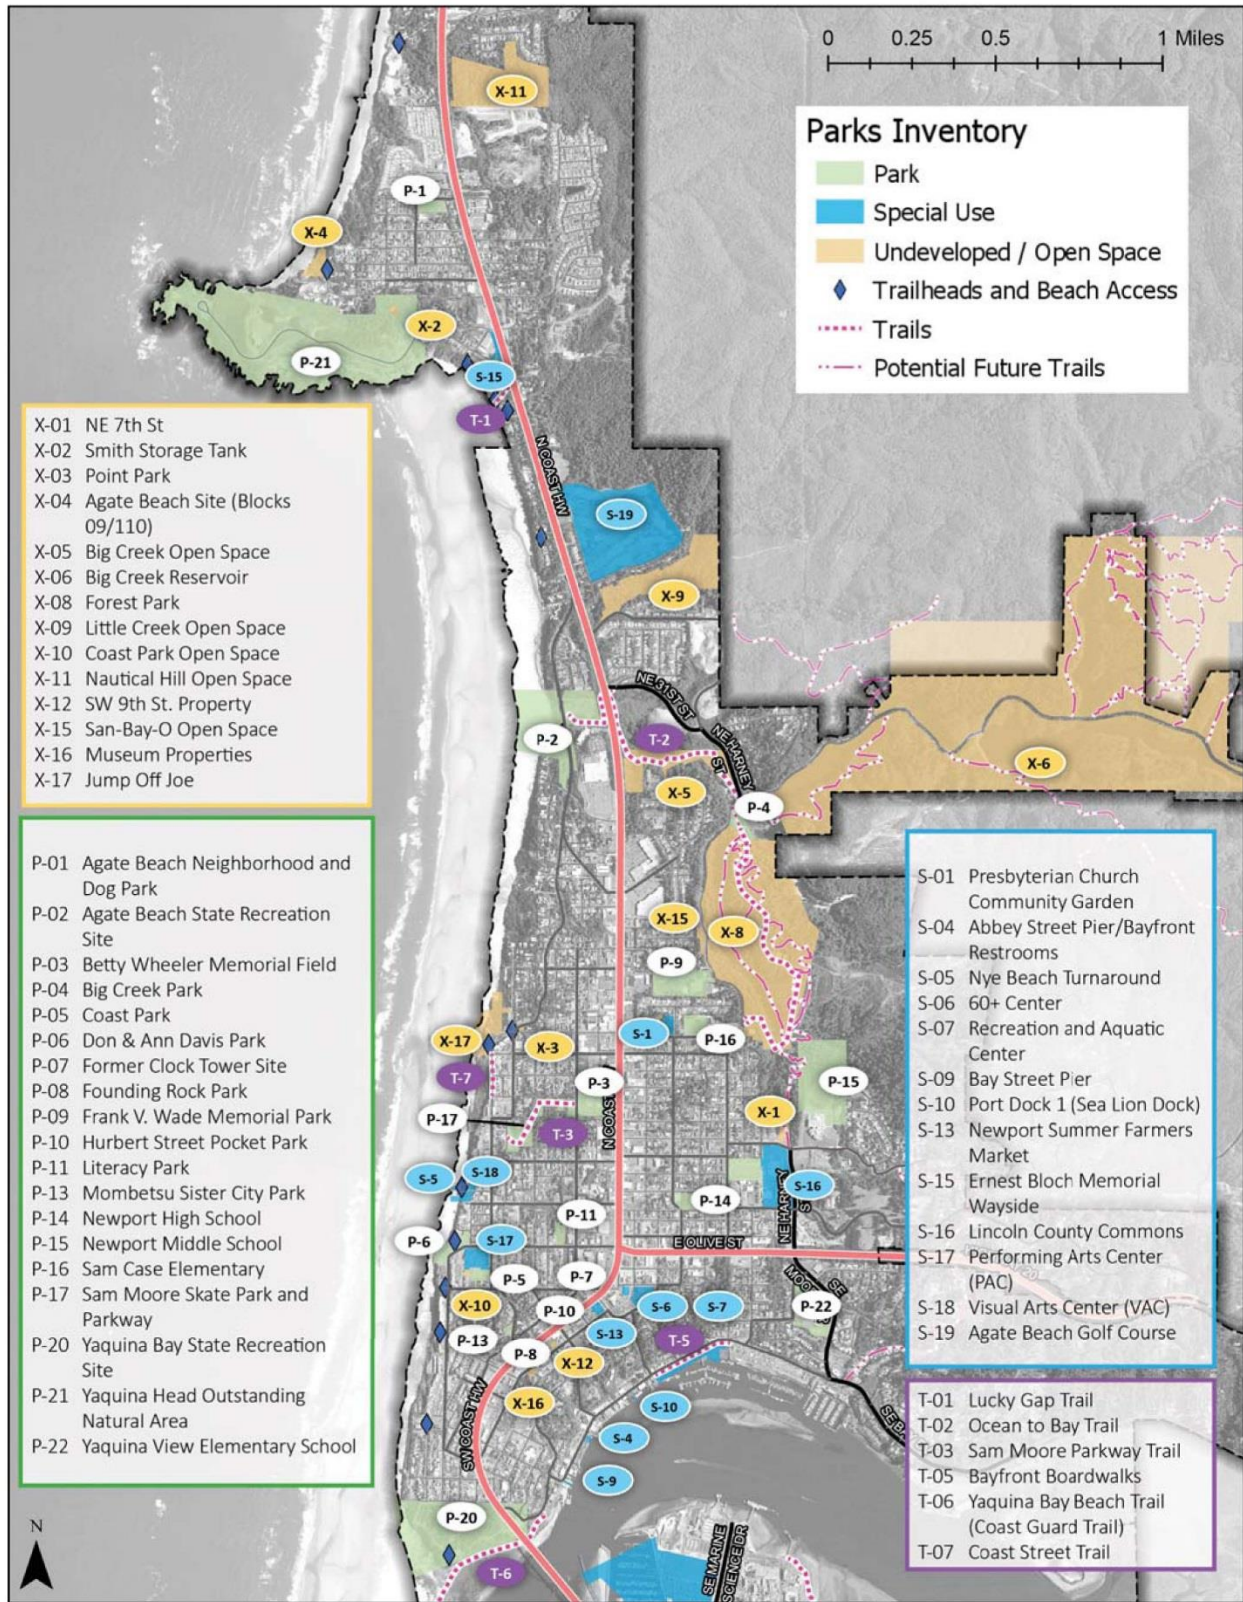 0 0.25 0.5 1 Miles
Parks Inventory
Park
Special Use
Undeveloped / Open Space
Trailheads and Beach Access
Trails
Potential Future Trails
X-11
P-1
X-4
X-2
P-21
S-15
T-1
N COAST HW
S-19
X-9
NE 31ST ST
NE HARNEY ST
P-2
T-2
X-5
X-6
P-4
X-15
X-8
P-9
X-17
X-3
S-1
P-16
T-7
P-3
P-15
P-17
T-3
N COAST
X-1
S-5
S-18
S-16
P-14
NE HARNEY
P-11
P-6
S-17
E OLIVE ST
P-5
P-7
SE
MOO
X-10
P-10
S-6
S-7
P-22
P-13
S-13
T-5
P-8
X-12
SW COAST HW
X-16
S-10
S-4
SE BA
S-9
P-20
T-6
SE MARINE
SCIENCE DR
N
X-01 NE 7th St
X-02 Smith Storage Tank
X-03 Point Park
X-04 Agate Beach Site (Blocks
09/110)
X-05 Big Creek Open Space
X-06 Big Creek Reservoir
X-08 Forest Park
X-09 Little Creek Open Space
X-10 Coast Park Open Space
X-11 Nautical Hill Open Space
X-12 SW 9th St. Property
X-15 San-Bay-O Open Space
X-16 Museum Properties
X-17 Jump Off Joe
P-01 Agate Beach Neighborhood and
Dog Park
P-02 Agate Beach State Recreation
Site
P-03 Betty Wheeler Memorial Field
P-04 Big Creek Park
P-05 Coast Park
P-06 Don & Ann Davis Park
P-07 Former Clock Tower Site
P-08 Founding Rock Park
P-09 Frank V. Wade Memorial Park
P-10 Hurbert Street Pocket Park
P-11 Literacy Park
P-13 Mombetsu Sister City Park
P-14 Newport High School
P-15 Newport Middle School
P-16 Sam Case Elementary
P-17 Sam Moore Skate Park and
Parkway
P-20 Yaquina Bay State Recreation
Site
P-21 Yaquina Head Outstanding
Natural Area
P-22 Yaquina View Elementary School
S-01 Presbyterian Church
Community Garden
S-04 Abbey Street Pier/Bayfront
Restrooms
S-05 Nye Beach Turnaround
S-06 60+ Center
S-07 Recreation and Aquatic
Center
S-09 Bay Street Pier
S-10 Port Dock 1 (Sea Lion Dock)
S-13 Newport Summer Farmers
Market
S-15 Ernest Bloch Memorial
Wayside
S-16 Lincoln County Commons
S-17 Performing Arts Center
(PAC)
S-18 Visual Arts Center (VAC)
S-19 Agate Beach Golf Course
T-01 Lucky Gap Trail
T-02 Ocean to Bay Trail
T-03 Sam Moore Parkway Trail
T-05 Bayfront Boardwalks
T-06 Yaquina Bay Beach Trail
(Coast Guard Trail)
T-07 Coast Street Trail